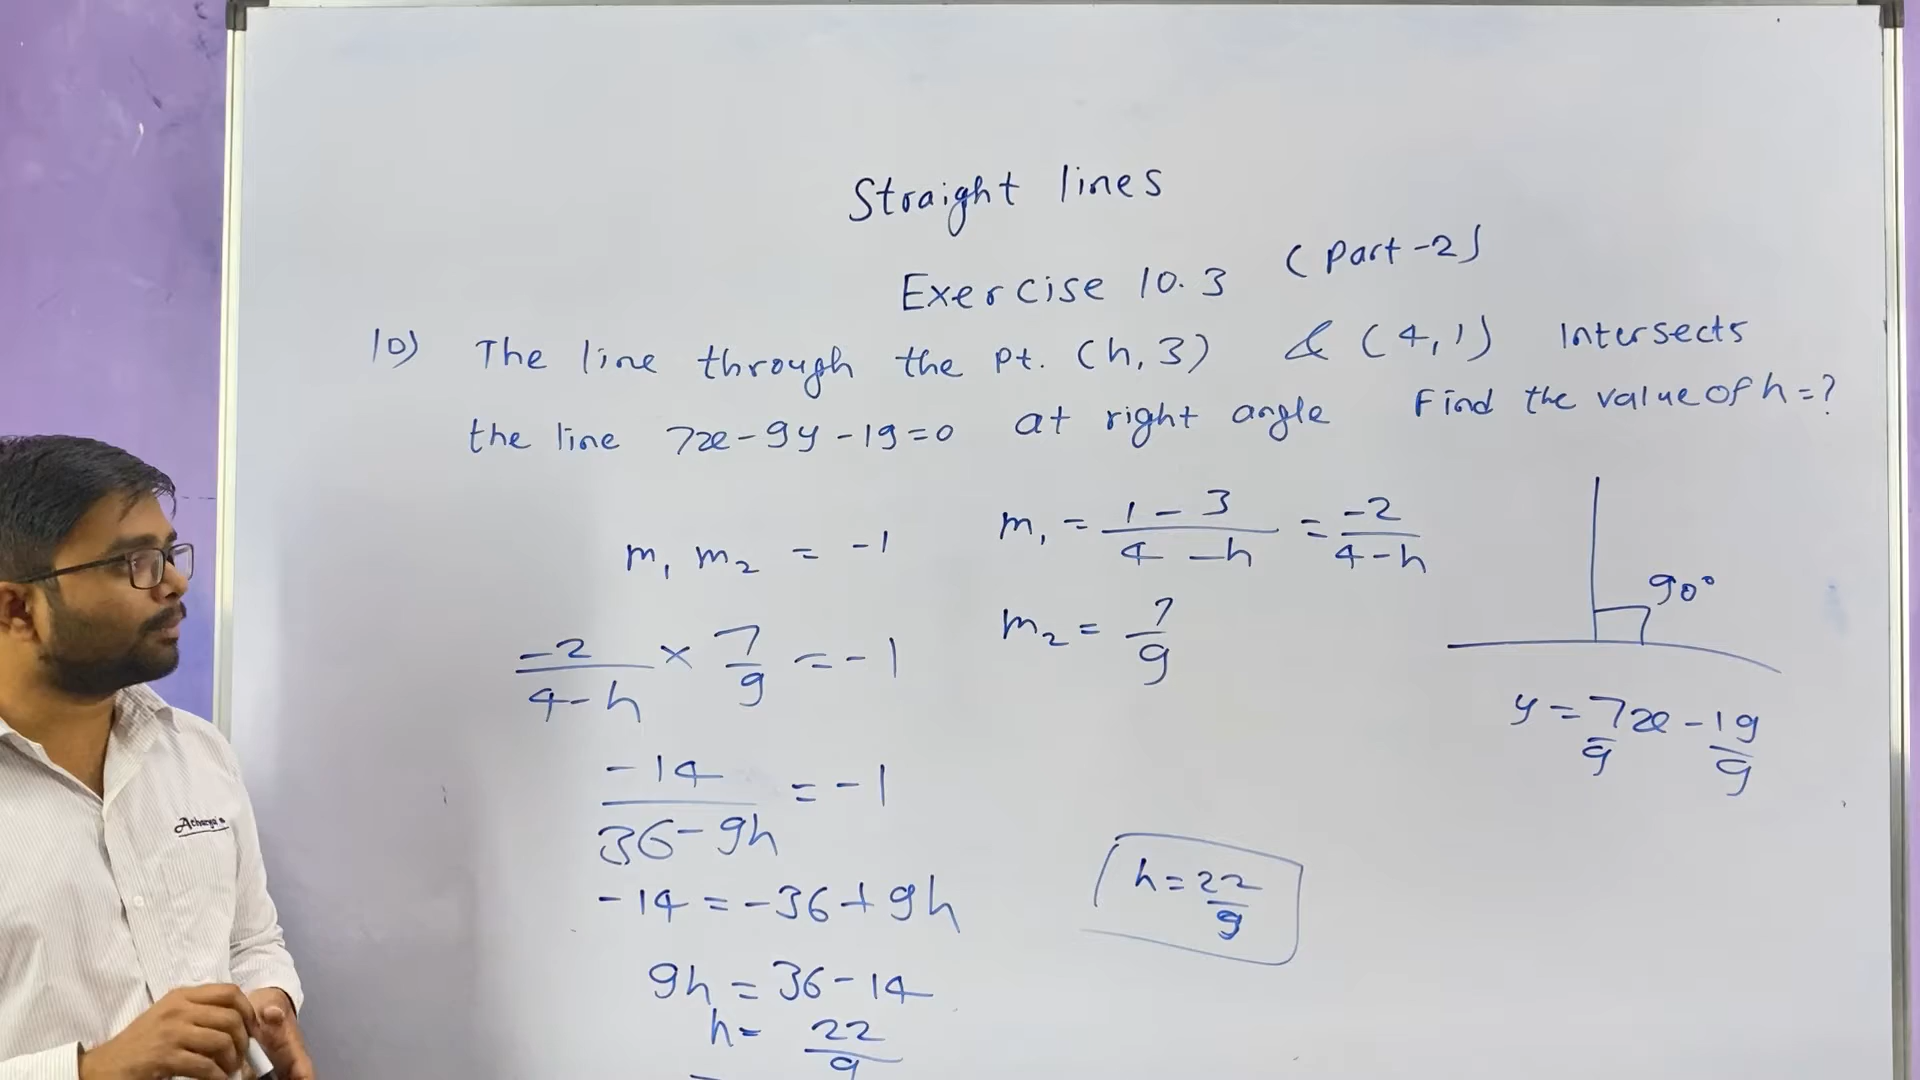 Straight lines
Exercise 10.3 (Part-2)
10) The line through the Pt. (h,3) & (4,1) Intersects
the line 7x-9y-19=0 at right angle Find the value of h=?
m₁ m₂ = -1
-2/4-h × 7/9 = -1
-14/36-9h = -1
-14 = -36+9h
9h = 36-14
h= 22/9
m₁ = 1-3/4-h = -2/4-h
m₂ = 7/9
h=22/9
90°
y = 7/9x - 19/9
Acharya's